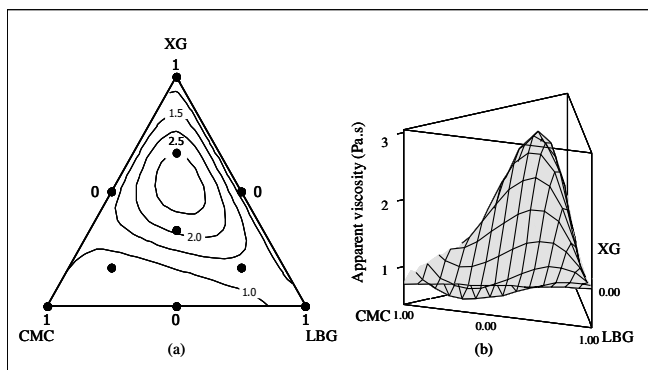 XG
1
1.5
2.5
0
0
2.0
1.0
1
0
1
CMC
LBG
(a)
Apparent viscosity (Pa.s)
3
2
1
XG
0.00
CMC
1.00
0.00
1.00
LBG
(b)